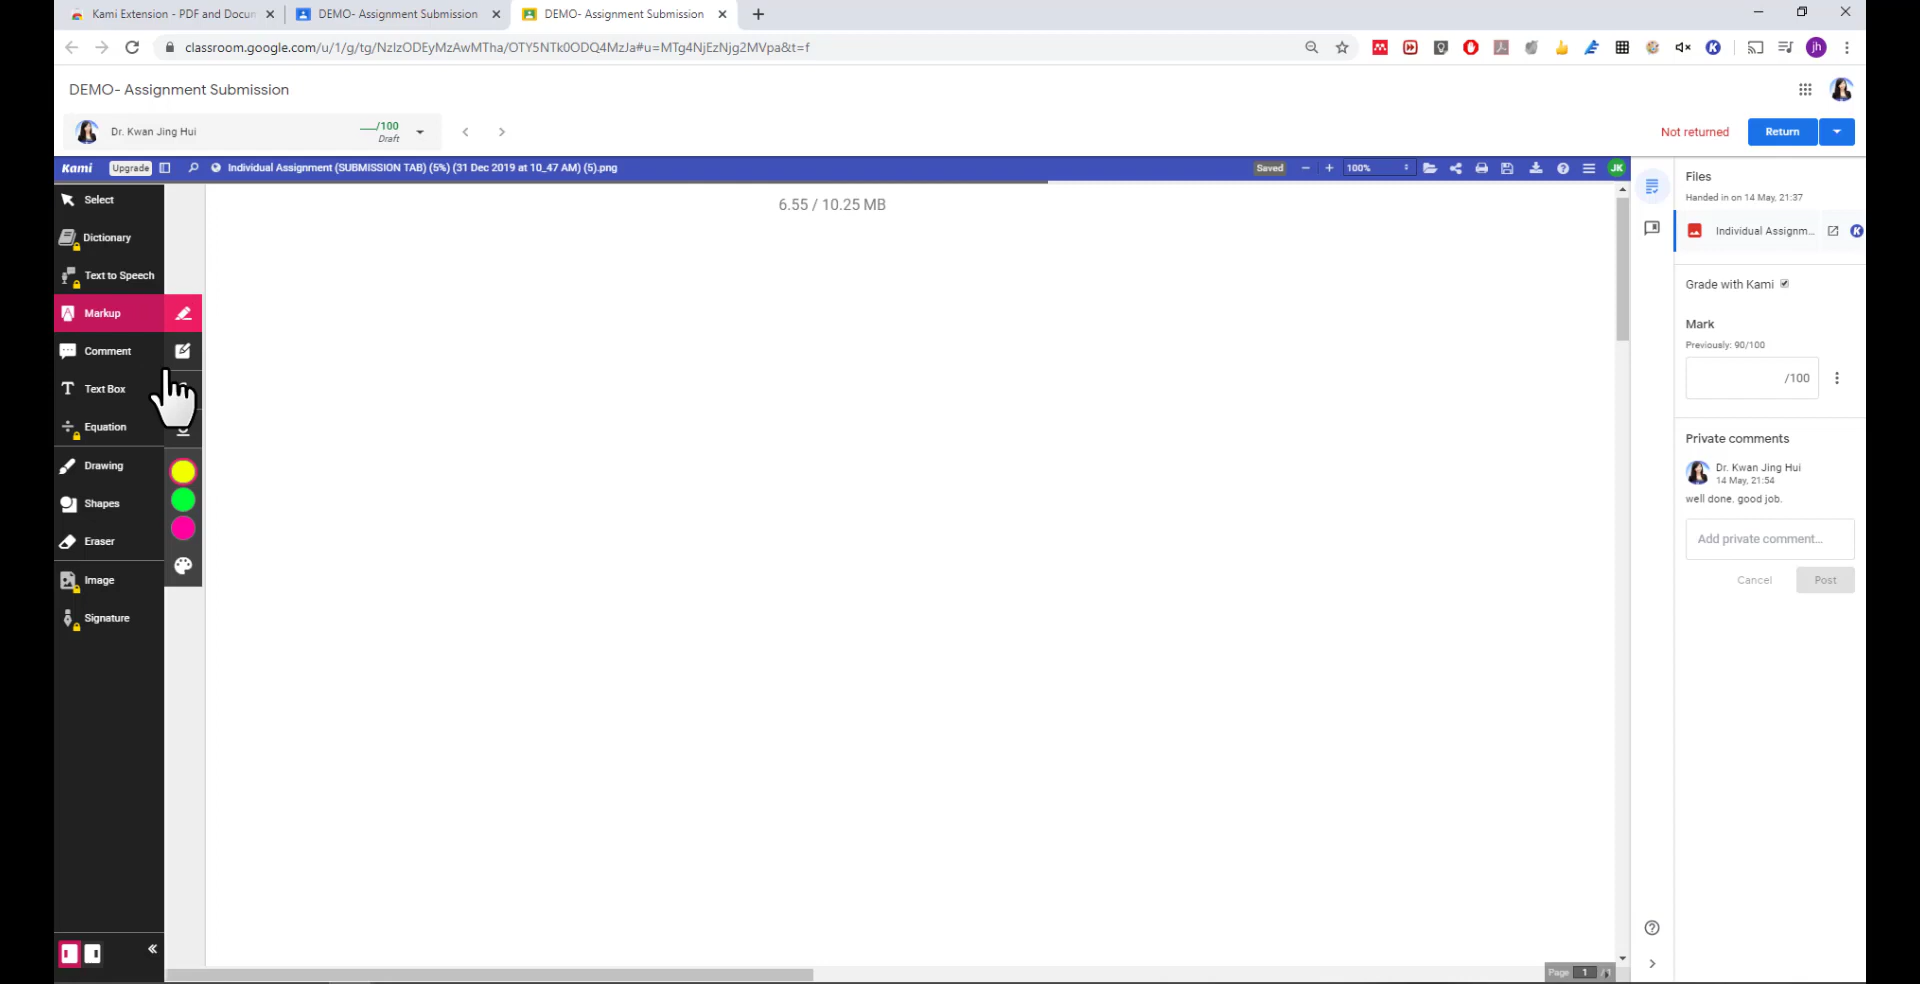 Kami Extension - PDF and Docum
DEMO- Assignment Submission
DEMO- Assignment Submission
classroom.google.com/u/1/g/tg/NzIzODEyMzAwMTha/OTY5NTk0ODQ4MzJa#u=MTg4NjEzNjg2MVpa&t=f
jh
DEMO- Assignment Submission
Dr. Kwan Jing Hui
/100
Draft
Not returned
Return
Kami
Upgrade
Individual Assignment (SUBMISSION TAB) (5%) (31 Dec 2019 at 10_47 AM) (5).png
Saved
100%
JK
Select
Dictionary
Text to Speech
Markup
Comment
Text Box
Equation
Drawing
Shapes
Eraser
Image
Signature
6.55 / 10.25 MB
Page 1
Files
Handed in on 14 May, 21:37
Individual Assignm...
Grade with Kami
Mark
Previously: 90/100
/100
Private comments
Dr. Kwan Jing Hui
14 May, 21:54
well done, good job.
Add private comment...
Cancel
Post